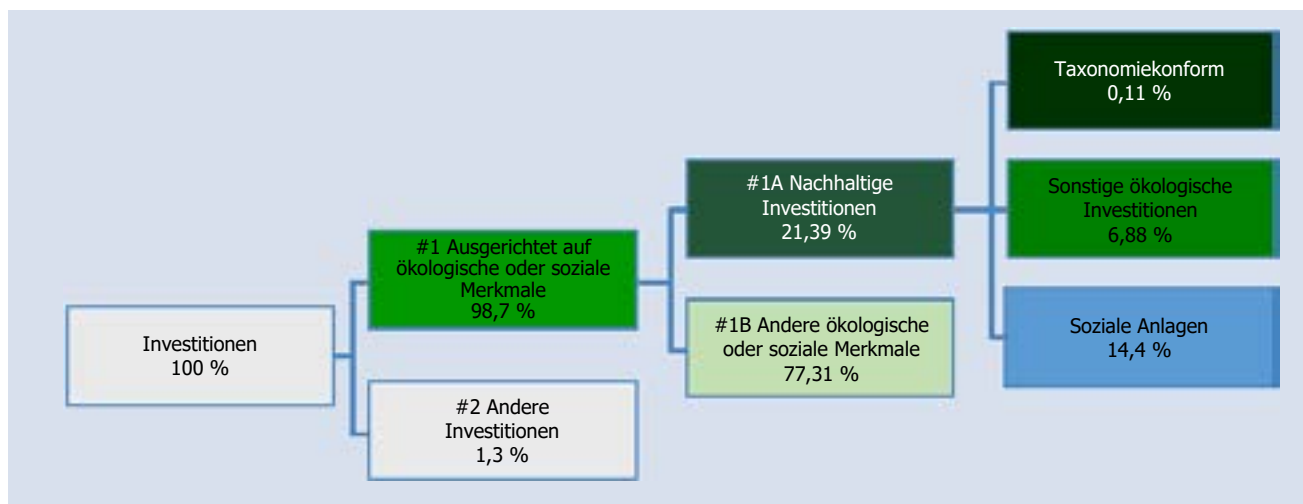 Investitionen
100 %
#1 Ausgerichtet auf
ökologische oder soziale
Merkmale
98,7 %
#2 Andere
Investitionen
1,3 %
#1A Nachhaltige
Investitionen
21,39 %
#1B Andere ökologische
oder soziale Merkmale
77,31 %
Taxonomiekonform
0,11 %
Sonstige ökologische
Investitionen
6,88 %
Soziale Anlagen
14,4 %